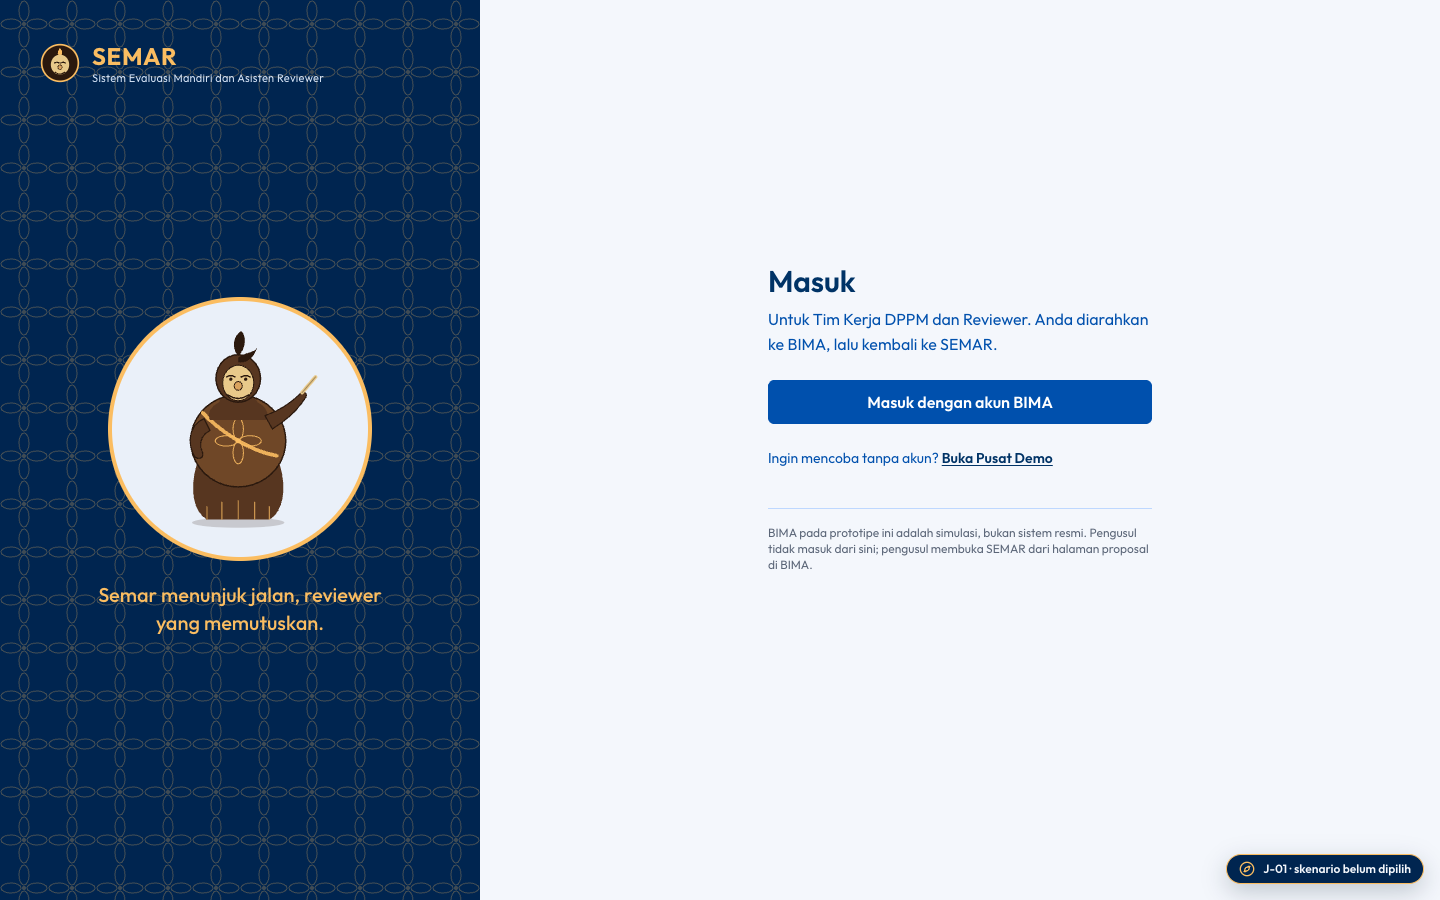 SEMAR
Sistem Evaluasi Mandiri dan Asisten Reviewer
Semar menunjuk jalan, reviewer
yang memutuskan.
Masuk
Untuk Tim Kerja DPPM dan Reviewer. Anda diarahkan
ke BIMA, lalu kembali ke SEMAR.
Masuk dengan akun BIMA
Ingin mencoba tanpa akun? Buka Pusat Demo
BIMA pada prototipe ini adalah simulasi, bukan sistem resmi. Pengusul
tidak masuk dari sini; pengusul membuka SEMAR dari halaman proposal
di BIMA.
J-01 · skenario belum dipilih